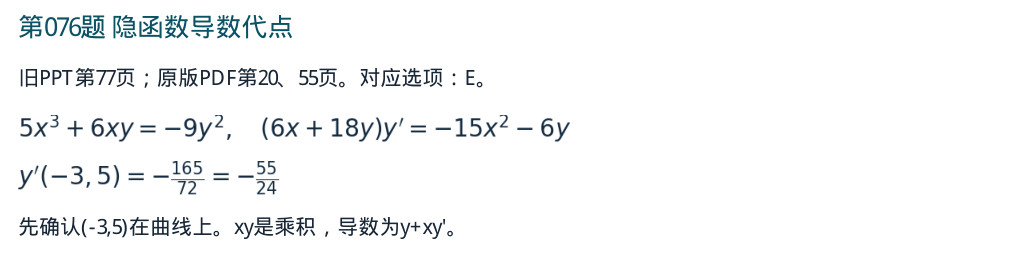 第076题 隐函数导数代点
旧PPT第77页；原版PDF第20、55页。对应选项：E。
5x³ + 6xy = −9y², (6x + 18y)y′ = −15x² − 6y
y′(−3, 5) = −165/72 = −55/24
先确认(-3,5)在曲线上。xy是乘积，导数为y+xy'。